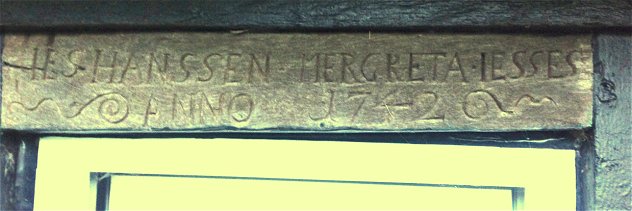 IES·HANSSEN MERGRETA·IESSES
ANNO 1742